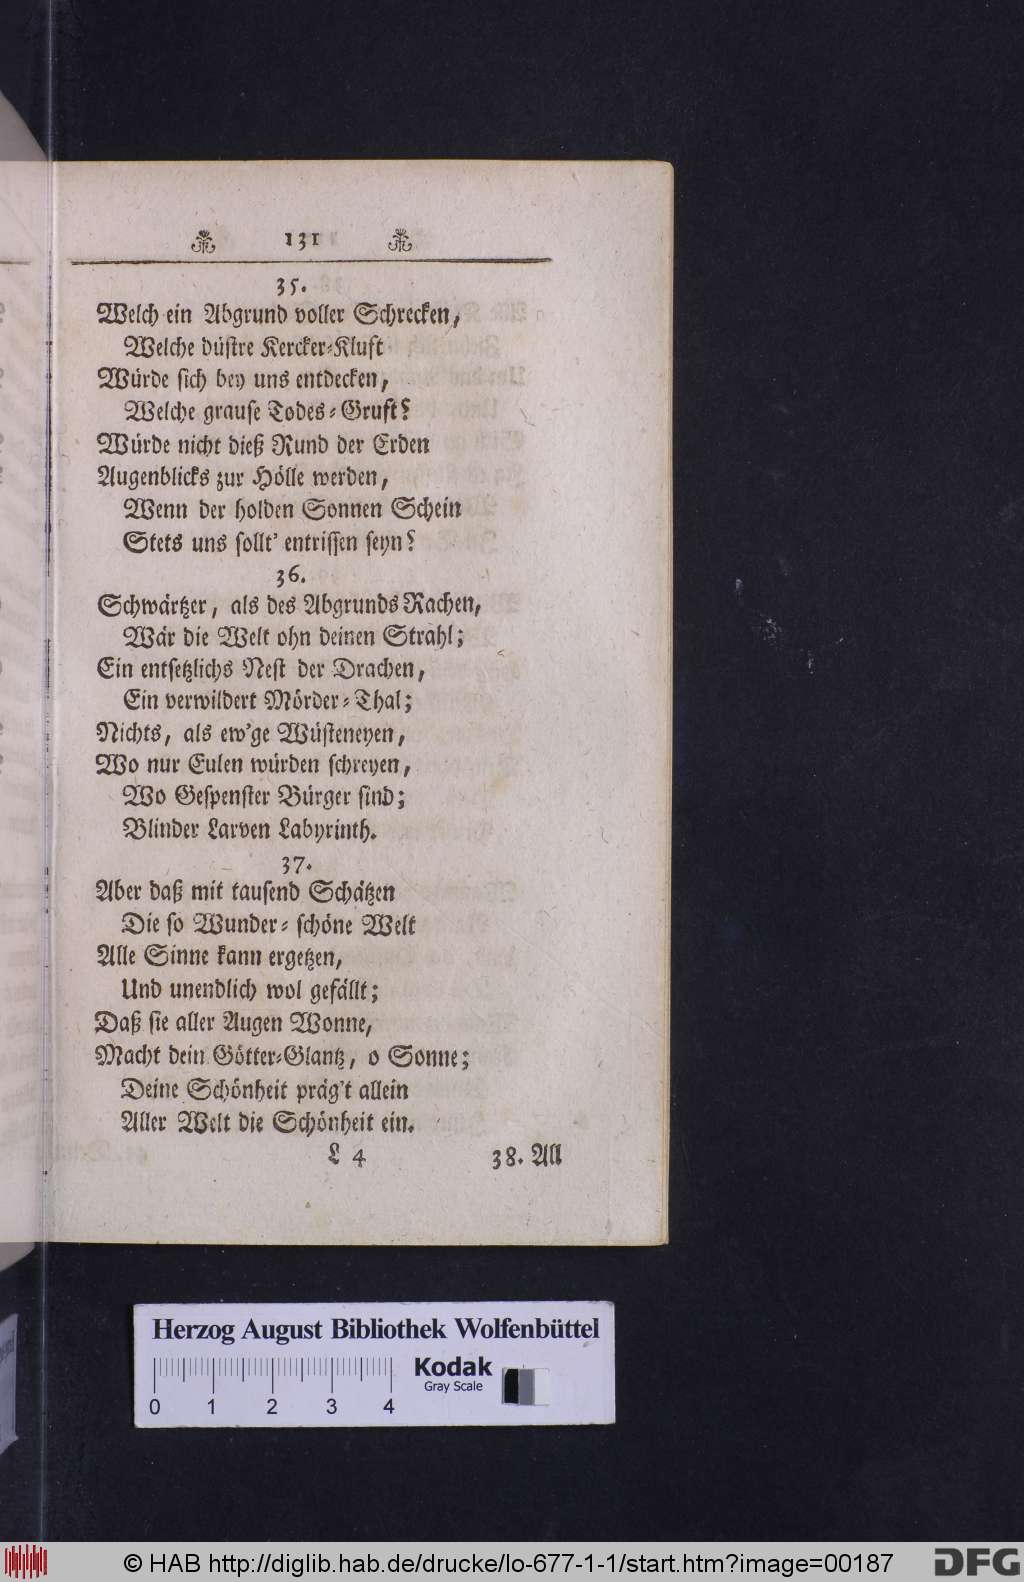 131
35.
Welch ein Abgrund voller Schrecken,
Welche düstre Kercker-Kluft
Würde sich bey uns entdecken,
Welche grause Todes-Gruft?
Würde nicht dieß Rund der Erden
Augenblicks zur Hölle werden,
Wenn der holden Sonnen Schein
Stets uns sollt' entrissen seyn?
36.
Schwärtzer, als des Abgrunds Rachen,
Wär die Welt ohn deinen Strahl;
Ein entsetzlichs Nest der Drachen,
Ein verwildert Mörder-Thal;
Nichts, als ew'ge Wüsteneyen,
Wo nur Eulen würden schreyen,
Wo Gespenster Bürger sind;
Blinder Larven Labyrinth.
37.
Aber daß mit tausend Schätzen
Die so Wunder-schöne Welt
Alle Sinne kann ergetzen,
Und unendlich wol gefällt;
Daß sie aller Augen Wonne,
Macht dein Götter-Glantz, o Sonne;
Deine Schönheit präg't allein
Aller Welt die Schönheit ein.
L 4 38. All
Herzog August Bibliothek Wolfenbüttel
Kodak
Gray Scale
0 1 2 3 4
© HAB http://diglib.hab.de/drucke/lo-677-1-1/start.htm?image=00187
DFG